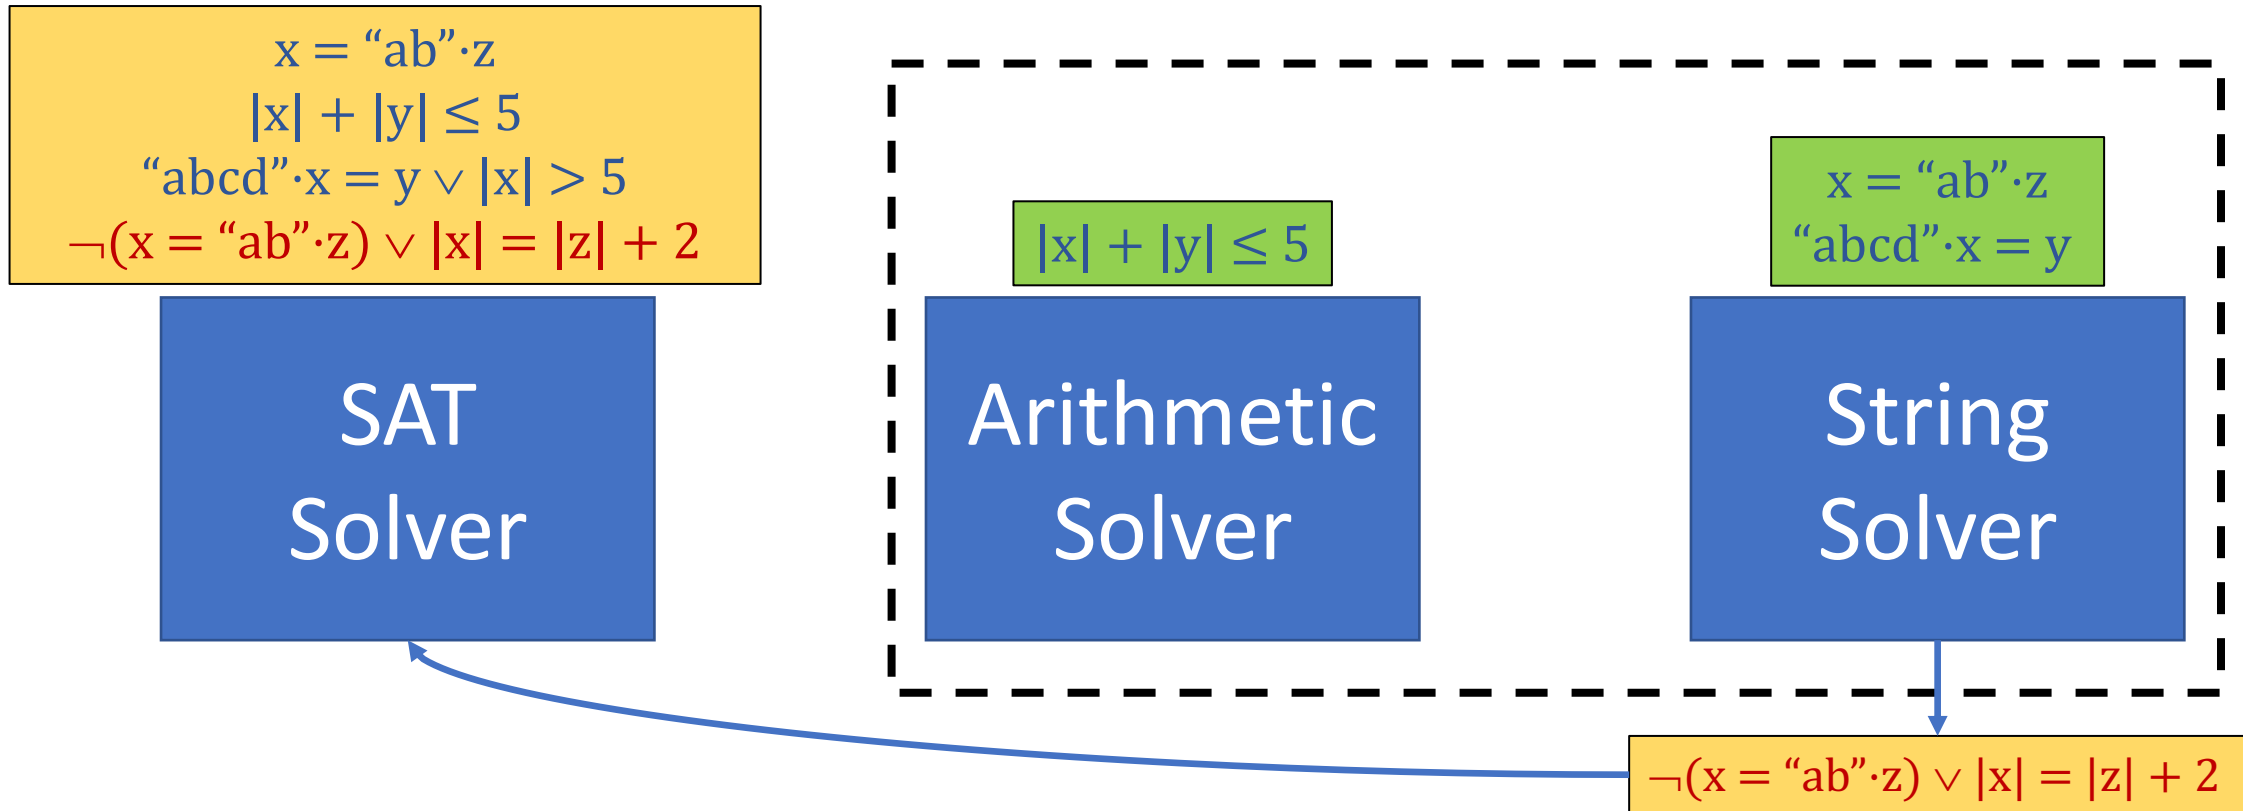 x = “ab”·z
|x| + |y| ≤ 5
“abcd”·x = y ∨ |x| > 5
¬(x = “ab”·z) ∨ |x| = |z| + 2
SAT
Solver
|x| + |y| ≤ 5
Arithmetic
Solver
x = “ab”·z
“abcd”·x = y
String
Solver
¬(x = “ab”·z) ∨ |x| = |z| + 2